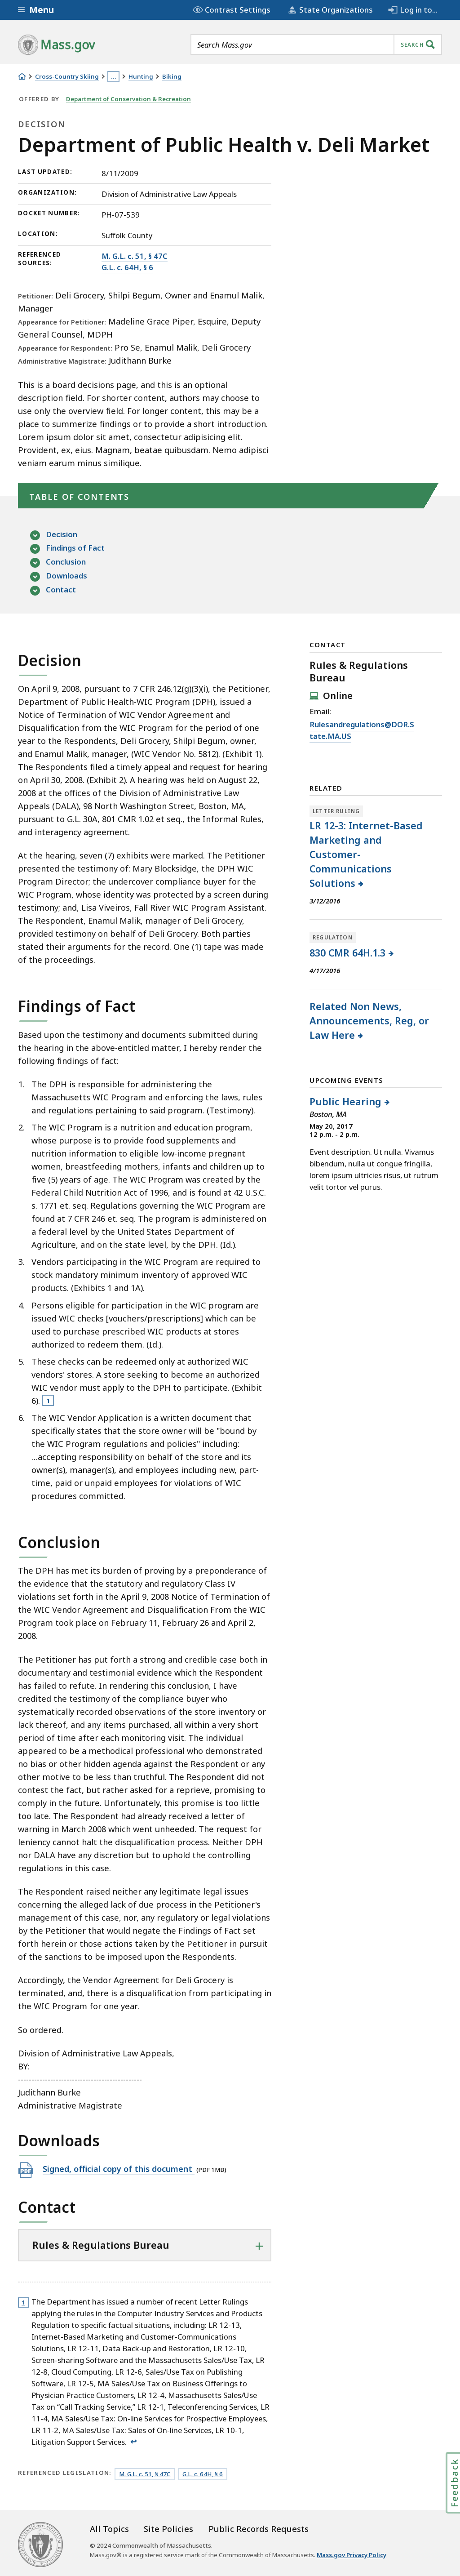 Menu
Contrast Settings
State Organizations
Log in to...
Mass.gov
Search Mass.gov
SEARCH
Cross-Country Skiing
...
Hunting
Biking
OFFERED BY Department of Conservation & Recreation
DECISION
Department of Public Health v. Deli Market
LAST UPDATED: 8/11/2009
ORGANIZATION: Division of Administrative Law Appeals
DOCKET NUMBER: PH-07-539
LOCATION: Suffolk County
REFERENCED SOURCES:
M. G.L. c. 51, § 47C
G.L. c. 64H, § 6
Petitioner: Deli Grocery, Shilpi Begum, Owner and Enamul Malik,
Manager
Appearance for Petitioner: Madeline Grace Piper, Esquire, Deputy
General Counsel, MDPH
Appearance for Respondent: Pro Se, Enamul Malik, Deli Grocery
Administrative Magistrate: Judithann Burke
This is a board decisions page, and this is an optional
description field. For shorter content, authors may choose to
use only the overview field. For longer content, this may be a
place to summerize findings or to provide a short introduction.
Lorem ipsum dolor sit amet, consectetur adipisicing elit.
Provident, ex, eius. Magnam, beatae quibusdam. Nemo adipisci
veniam earum minus similique.
TABLE OF CONTENTS
Decision
Findings of Fact
Conclusion
Downloads
Contact
Decision
On April 9, 2008, pursuant to 7 CFR 246.12(g)(3)(i), the Petitioner,
Department of Public Health-WIC Program (DPH), issued a
Notice of Termination of WIC Vendor Agreement and
Disqualification from the WIC Program for the period of one
year to the Respondents, Deli Grocery, Shilpi Begum, owner,
and Enamul Malik, manager, (WIC Vendor No. 5812). (Exhibit 1).
The Respondents filed a timely appeal and request for hearing
on April 30, 2008. (Exhibit 2). A hearing was held on August 22,
2008 at the offices of the Division of Administrative Law
Appeals (DALA), 98 North Washington Street, Boston, MA,
pursuant to G.L. 30A, 801 CMR 1.02 et seq., the Informal Rules,
and interagency agreement.
At the hearing, seven (7) exhibits were marked. The Petitioner
presented the testimony of: Mary Blocksidge, the DPH WIC
Program Director; the undercover compliance buyer for the
WIC Program, whose identity was protected during a screened
testimony; and, Lisa Viveiros, Fall River WIC Program Assistant.
The Respondent, Enamul Malik, manager of Deli Grocery,
provided testimony on behalf of Deli Grocery. Both parties
stated their arguments for the record. One (1) tape was made
of the proceedings.
Findings of Fact
Based upon the testimony and documents submitted during
the hearing in the above-entitled matter, I hereby render the
following findings of fact:
1. The DPH is responsible for administering the
Massachusetts WIC Program and enforcing the laws, rules
and regulations pertaining to said program. (Testimony).
2. The WIC Program is a nutrition and education program,
whose purpose is to provide food supplements and
nutrition information to eligible low-income pregnant
women, breastfeeding mothers, infants and children up to
five (5) years of age. The WIC Program was created by the
Federal Child Nutrition Act of 1996, and is found at 42 U.S.C.
s. 1771 et. seq. Regulations governing the WIC Program are
found at 7 CFR 246 et. seq. The program is administered on
a federal level by the United States Department of
Agriculture, and on the state level, by the DPH. (Id.).
3. Vendors participating in the WIC Program are required to
stock mandatory minimum inventory of approved WIC
products. (Exhibits 1 and 1A).
4. Persons eligible for participation in the WIC program are
issued WIC checks [vouchers/prescriptions] which can be
used to purchase prescribed WIC products at stores
authorized to redeem them. (Id.).
5. These checks can be redeemed only at authorized WIC
vendors' stores. A store seeking to become an authorized
WIC vendor must apply to the DPH to participate. (Exhibit
6). 1
6. The WIC Vendor Application is a written document that
specifically states that the store owner will be "bound by
the WIC Program regulations and policies" including:
...accepting responsibility on behalf of the store and its
owner(s), manager(s), and employees including new, part-
time, paid or unpaid employees for violations of WIC
procedures committed.
Conclusion
The DPH has met its burden of proving by a preponderance of
the evidence that the statutory and regulatory Class IV
violations set forth in the April 9, 2008 Notice of Termination of
the WIC Vendor Agreement and Disqualification From the WIC
Program took place on February 11, February 26 and April 2,
2008.
The Petitioner has put forth a strong and credible case both in
documentary and testimonial evidence which the Respondent
has failed to refute. In rendering this conclusion, I have
credited the testimony of the compliance buyer who
systematically recorded observations of the store inventory or
lack thereof, and any items purchased, all within a very short
period of time after exiting the store with each visit. The
individual appeared to be a methodical professional who demonstrated
no bias or other hidden agenda against the Respondent or any
other motive to be less than truthful. The Respondent did not
contest the fact, but rather asked for a reprieve, promising to
comply in the future. Unfortunately, this promise is too little
too late. The Respondent had already received a letter of
warning in March 2008 which went unheeded. The request for
leniency cannot halt the disqualification process. Neither DPH
nor DALA have the discretion to overlook the plethora of
regulations in this case.
The Respondent raised neither any legitimate legal issues
concerning the alleged lack of due process in the Petitioer's
management of this case, nor, any regulatory or legal violations
by the Petitioner that would negate the Findings of Fact set
forth herein or those actions taken by the Petitioner in pursuit
of the sanctions to be imposed upon the Respondents.
Accordingly, the Vendor Agreement for Deli Grocery is
terminated, and, there is a disqualification from participating in
the WIC Program for one year.
So ordered.
Division of Administrative Law Appeals,
BY:
----------------------------------------------
Judithann Burke
Administrative Magistrate
Downloads
PDF
Signed, official copy of this document (PDF 1MB)
Contact
Rules & Regulations Bureau
1 The Department has issued a number of recent Letter Rulings
applying the rules in the Computer Industry Services and Products
Regulation to specific factual situations, including: LR 12-13,
Internet-Based Marketing and Customer-Communications
Solutions, LR 12-11, Data Back-up and Restoration, LR 12-10,
Screen-sharing Software and the Massachusetts Sales/Use Tax, LR
12-8, Cloud Computing, LR 12-6, Sales/Use Tax on Publishing
Software, LR 12-5, MA Sales/Use Tax on Business Offerings to
Physician Practice Customers, LR 12-4, Massachusetts Sales/Use
Tax on "Call Tracking Service," LR 12-1, Teleconferencing Services, LR
11-4, MA Sales/Use Tax: On-line Services for Prospective Employees,
LR 11-2, MA Sales/Use Tax: Sales of On-line Services, LR 10-1,
Litigation Support Services.
REFERENCED LEGISLATION: M. G.L. c. 51, § 47C G.L. c. 64H, § 6
CONTACT
Rules & Regulations
Bureau
Online
Email:
Rulesandregulations@DOR.S
tate.MA.US
RELATED
LETTER RULING
LR 12-3: Internet-Based
Marketing and
Customer-
Communications
Solutions
3/12/2016
REGULATION
830 CMR 64H.1.3
4/17/2016
Related Non News,
Announcements, Reg, or
Law Here
UPCOMING EVENTS
Public Hearing
Boston, MA
May 20, 2017
12 p.m. - 2 p.m.
Event description. Ut nulla. Vivamus
bibendum, nulla ut congue fringilla,
lorem ipsum ultricies risus, ut rutrum
velit tortor vel purus.
Feedback
All Topics
Site Policies
Public Records Requests
© 2024 Commonwealth of Massachusetts.
Mass.gov® is a registered service mark of the Commonwealth of Massachusetts. Mass.gov Privacy Policy